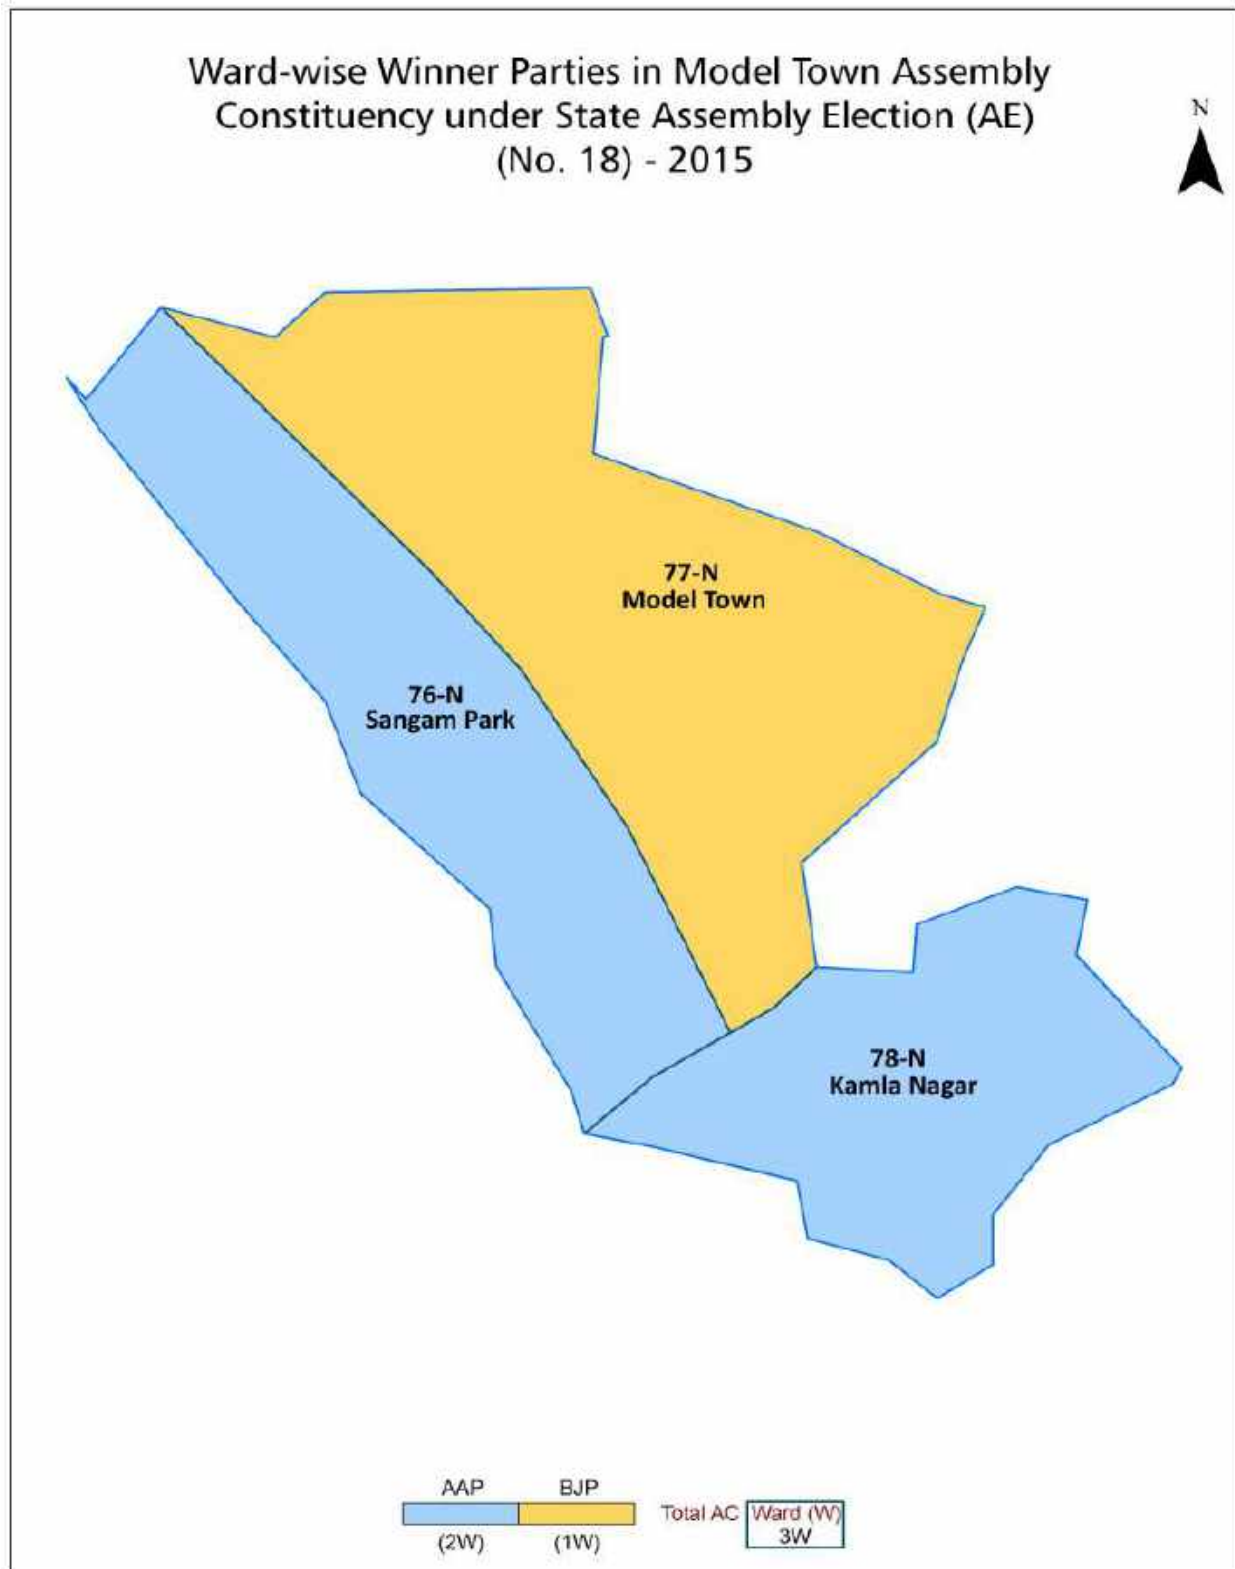 Ward-wise Winner Parties in Model Town Assembly
Constituency under State Assembly Election (AE)
(No. 18) - 2015
N
77-N
Model Town
76-N
Sangam Park
78-N
Kamla Nagar
AAP BJP
Total AC Ward (W)
(2W) (1W) 3W